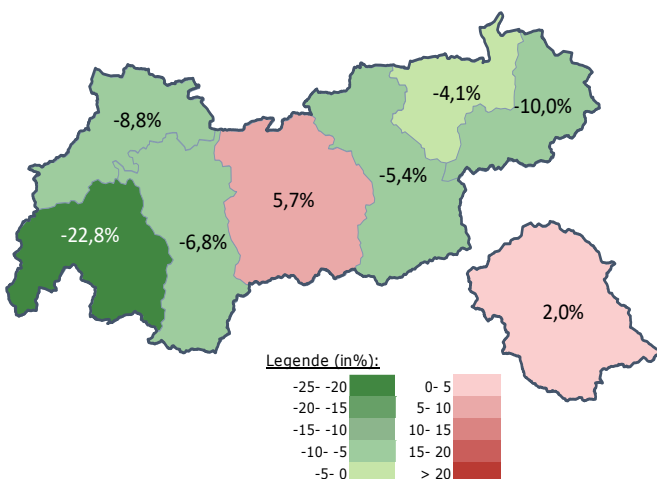 -4,1%
-10,0%
-8,8%
-5,4%
5,7%
-22,8%
-6,8%
2,0%
Legende (in%):
-25- -20 0- 5
-20- -15 5- 10
-15- -10 10- 15
-10- -5 15- 20
-5- 0 > 20